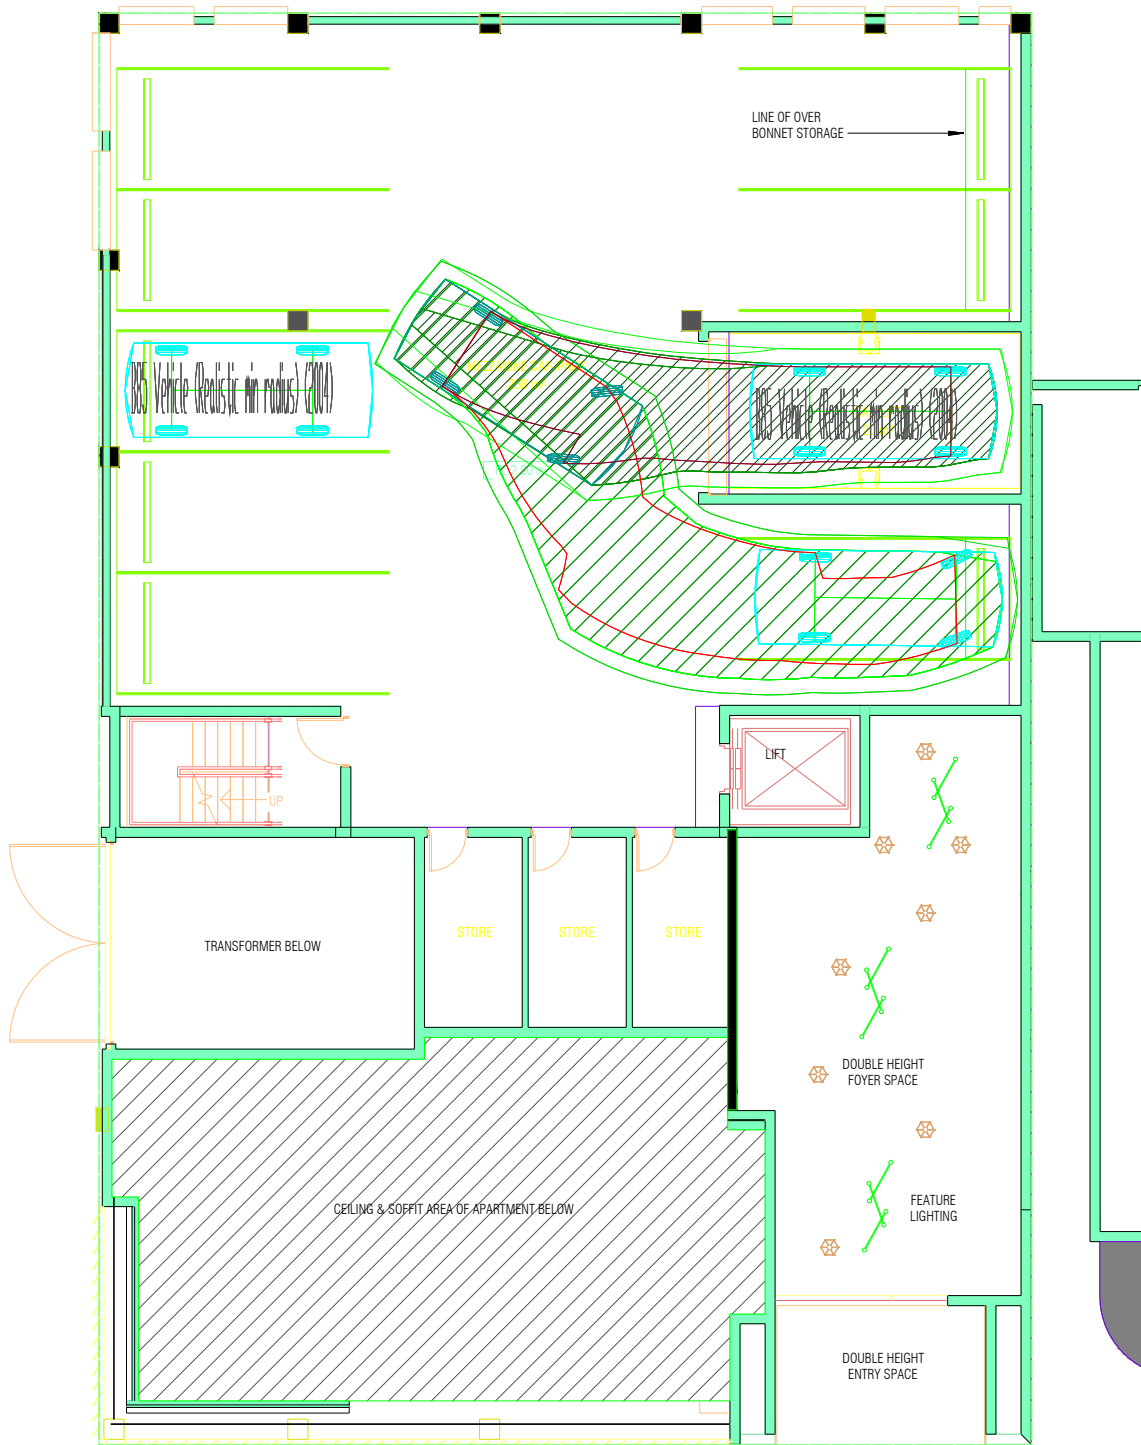 LINE OF OVER
BONNET STORAGE
B85 Vehicle (Realistic min radius) (2004)
B85 Vehicle (Realistic min radius) (2004)
LIFT
UP
TRANSFORMER BELOW
STORE
STORE
STORE
DOUBLE HEIGHT
FOYER SPACE
CEILING & SOFFIT AREA OF APARTMENT BELOW
FEATURE
LIGHTING
DOUBLE HEIGHT
ENTRY SPACE